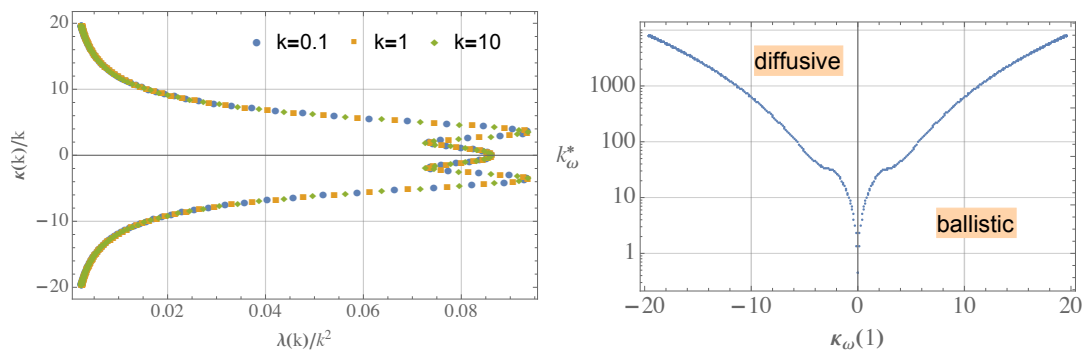 k=0.1 k=1 k=10
κ(k)/k
20
10
0
−10
−20
0.02 0.04 0.06 0.08
λ(k)/k²
diffusive
ballistic
k*ω
1000
100
10
1
−20 −10 0 10 20
κω(1)